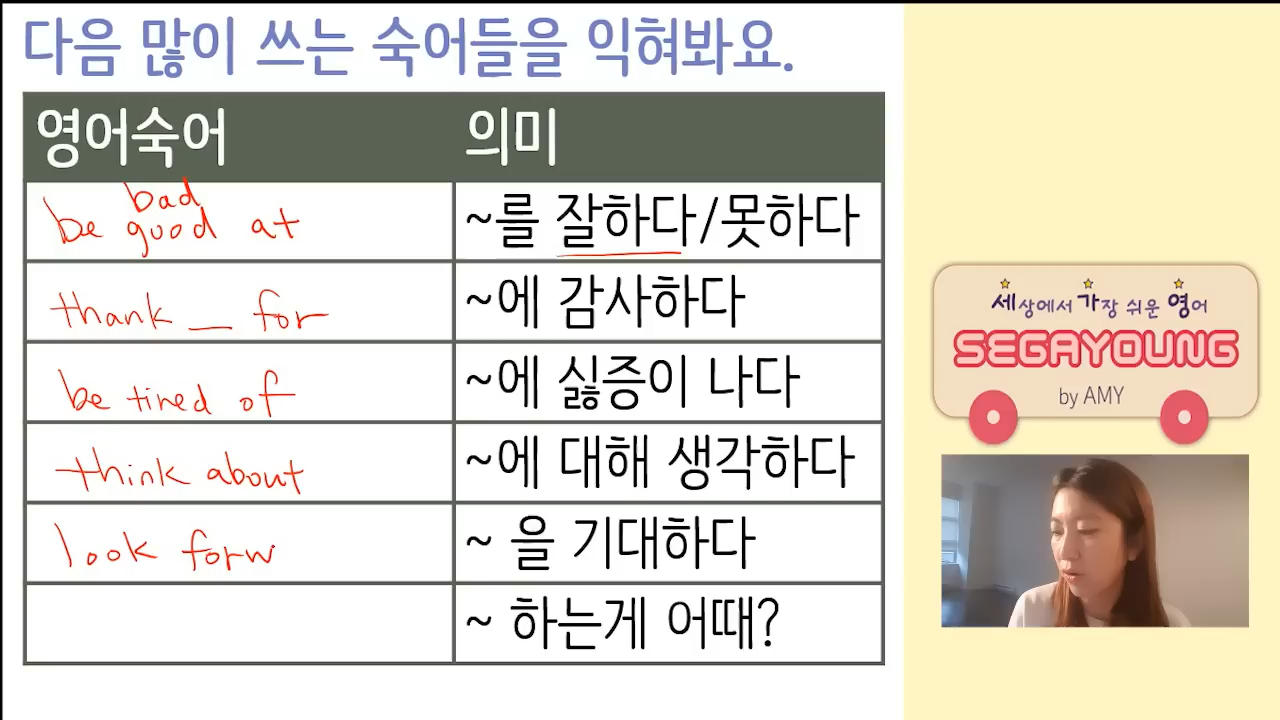 다음 많이 쓰는 숙어들을 익혀봐요.
영어숙어 의미
bad
be good at ~를 잘하다/못하다
thank _ for ~에 감사하다
be tired of ~에 싫증이 나다
think about ~에 대해 생각하다
look forw ~ 을 기대하다
~ 하는게 어때?
세상에서 가장 쉬운 영어
SEGAYOUNG
by AMY